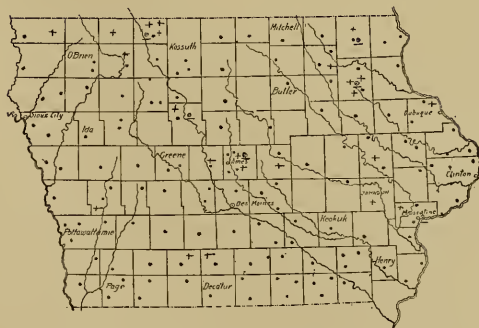 Mitchell
Kossuth
O'Brien
Butler
Dubuque
Sioux City
Ida
Greene
Ames
Clinton
Johnson
Des Moines
Muscatine
Keokuk
Pottawattamie
Henry
Page
Decatur